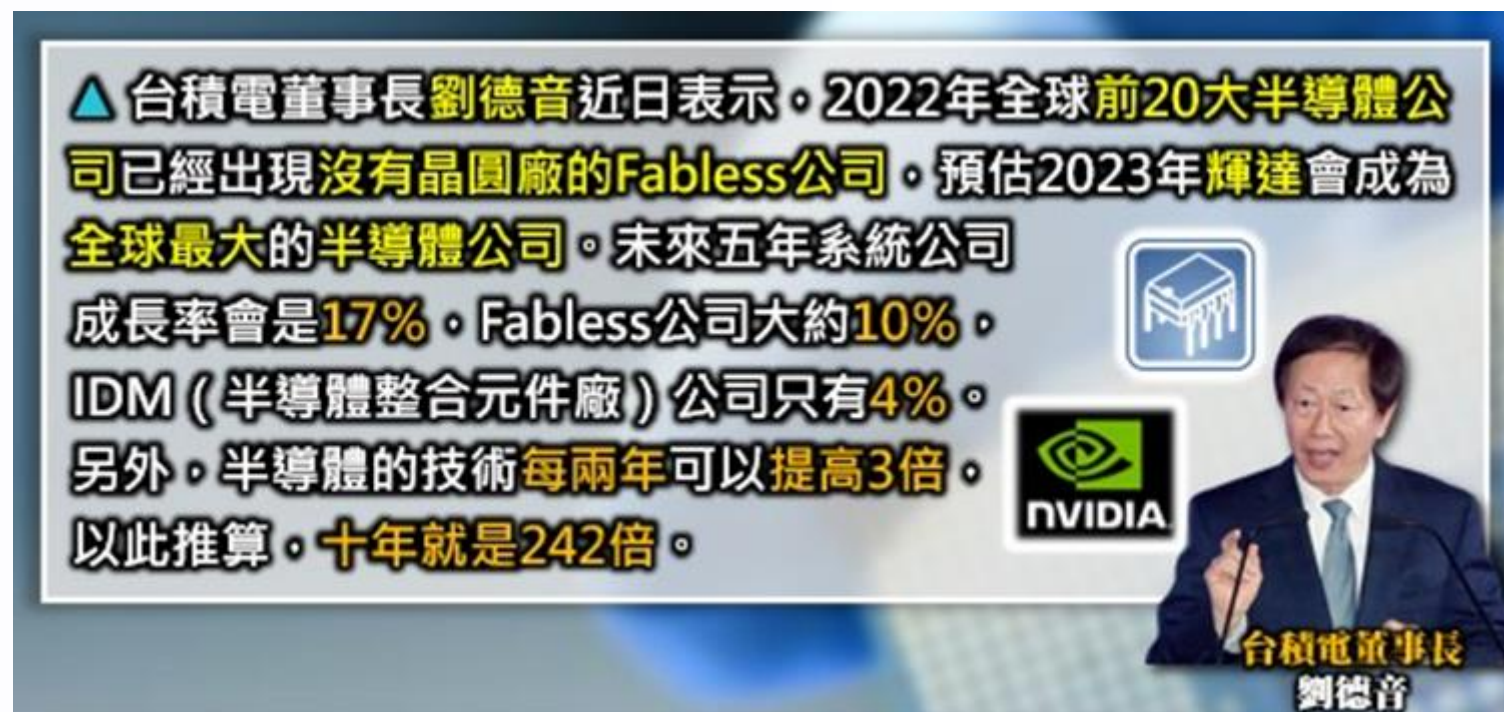 ▲ 台積電董事長劉德音近日表示，2022年全球前20大半導體公
司已經出現沒有晶圓廠的Fabless公司，預估2023年輝達會成為
全球最大的半導體公司。未來五年系統公司
成長率會是17%，Fabless公司大約10%，
IDM（半導體整合元件廠）公司只有4%。
另外，半導體的技術每兩年可以提高3倍，
以此推算，十年就是242倍。
NVIDIA
台積電董事長
劉德音